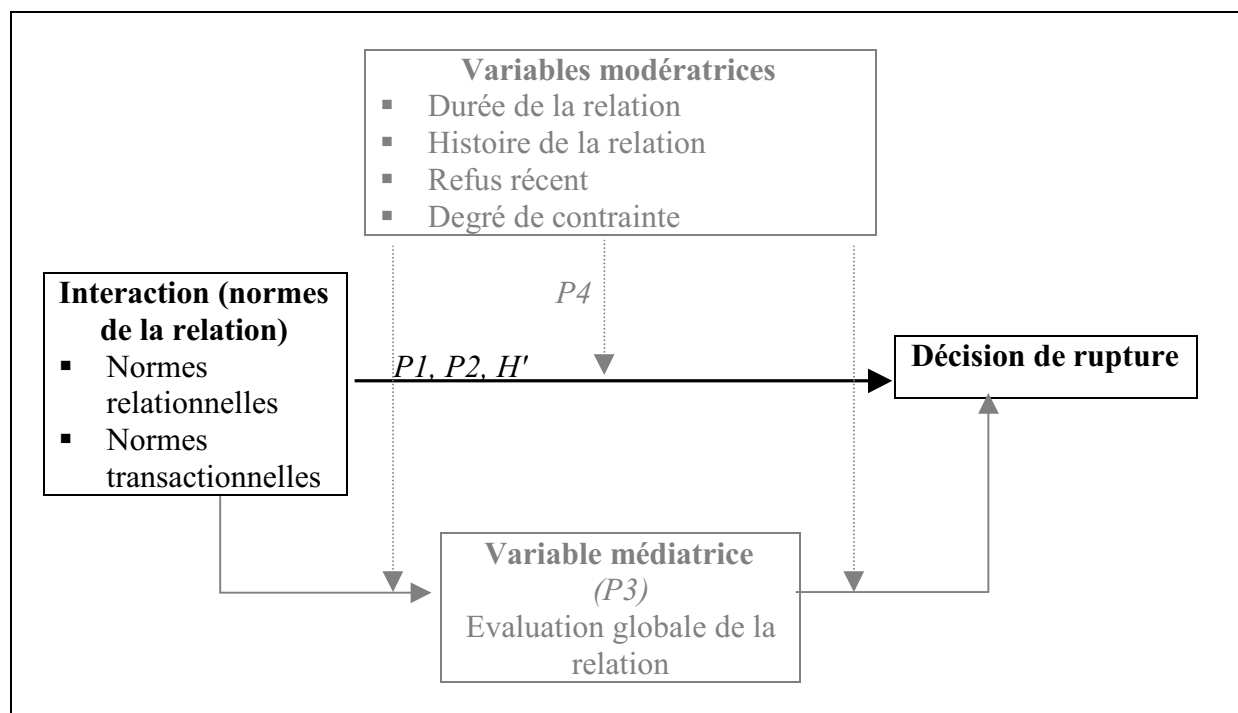 Variables modératrices
▪ Durée de la relation
▪ Histoire de la relation
▪ Refus récent
▪ Degré de contrainte
P4
Interaction (normes
de la relation)
▪ Normes
relationnelles
▪ Normes
transactionnelles
P1, P2, H'
Décision de rupture
Variable médiatrice
(P3)
Evaluation globale de la
relation